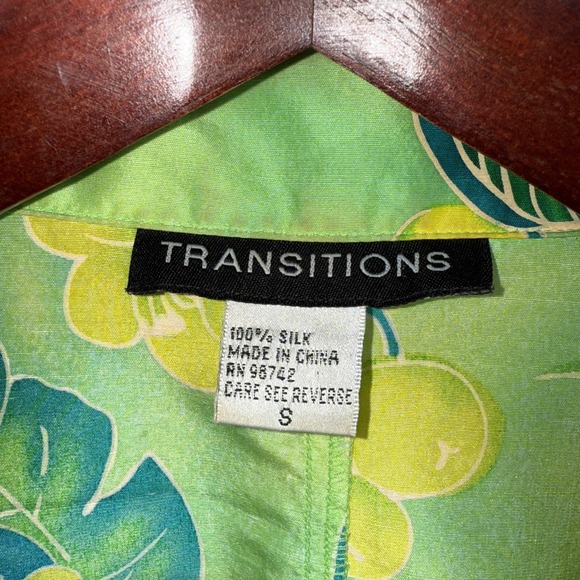 TRANSITIONS
100% SILK
MADE IN CHINA
RN 98742
CARE SEE REVERSE
S